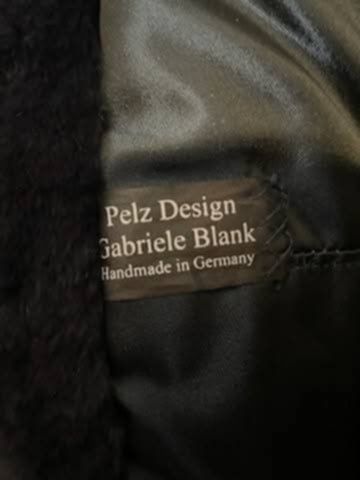 Pelz Design
Gabriele Blank
Handmade in Germany